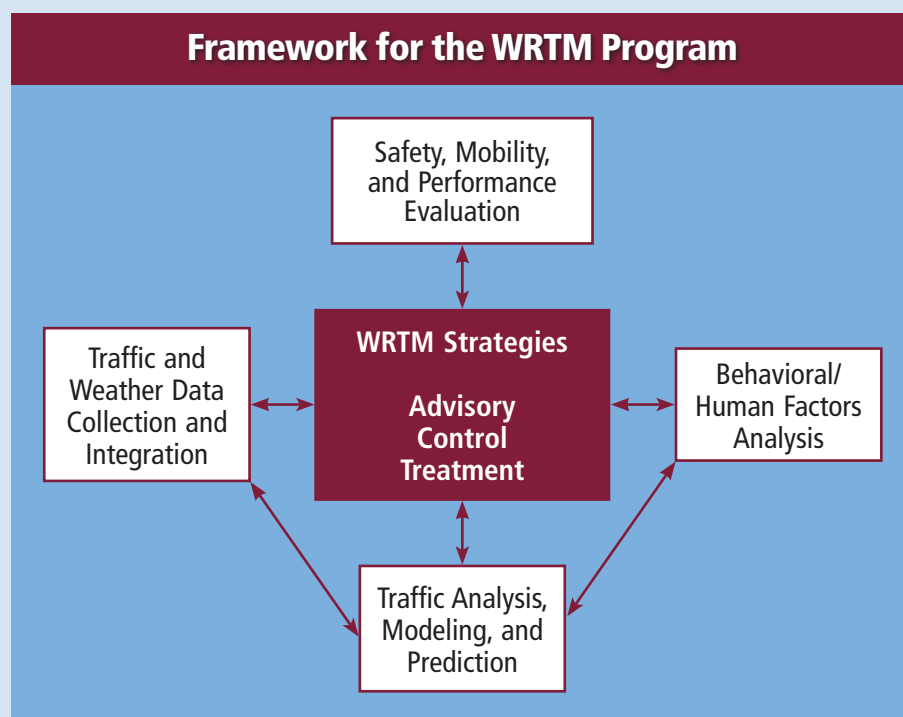 Framework for the WRTM Program
Safety, Mobility,
and Performance
Evaluation
Traffic and
Weather Data
Collection and
Integration
WRTM Strategies
Advisory
Control
Treatment
Behavioral/
Human Factors
Analysis
Traffic Analysis,
Modeling, and
Prediction